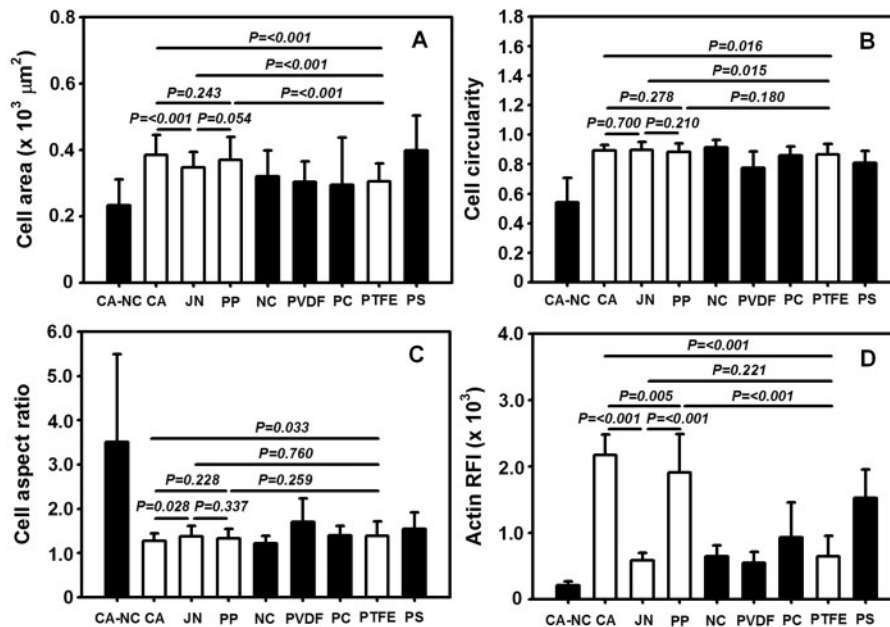 A
Cell area (x 10³ µm²)
0.8
0.6
0.4
0.2
0
P=<0.001
P=<0.001
P=0.243
P=<0.001
P=<0.001
P=0.054
CA-NC CA JN PP NC PVDF PC PTFE PS
B
Cell circularity
1.8
1.6
1.4
1.2
1.0
0.8
0.6
0.4
0.2
0.0
P=0.016
P=0.015
P=0.278
P=0.180
P=0.700
P=0.210
CA-NC CA JN PP NC PVDF PC PTFE PS
C
Cell aspect ratio
6.0
5.0
4.0
3.0
2.0
1.0
0
P=0.033
P=0.760
P=0.228
P=0.259
P=0.028
P=0.337
CA-NC CA JN PP NC PVDF PC PTFE PS
D
Actin RFI (x 10³)
4.0
3.0
2.0
1.0
0
P=<0.001
P=0.221
P=0.005
P=<0.001
P=<0.001
P=<0.001
CA-NC CA JN PP NC PVDF PC PTFE PS